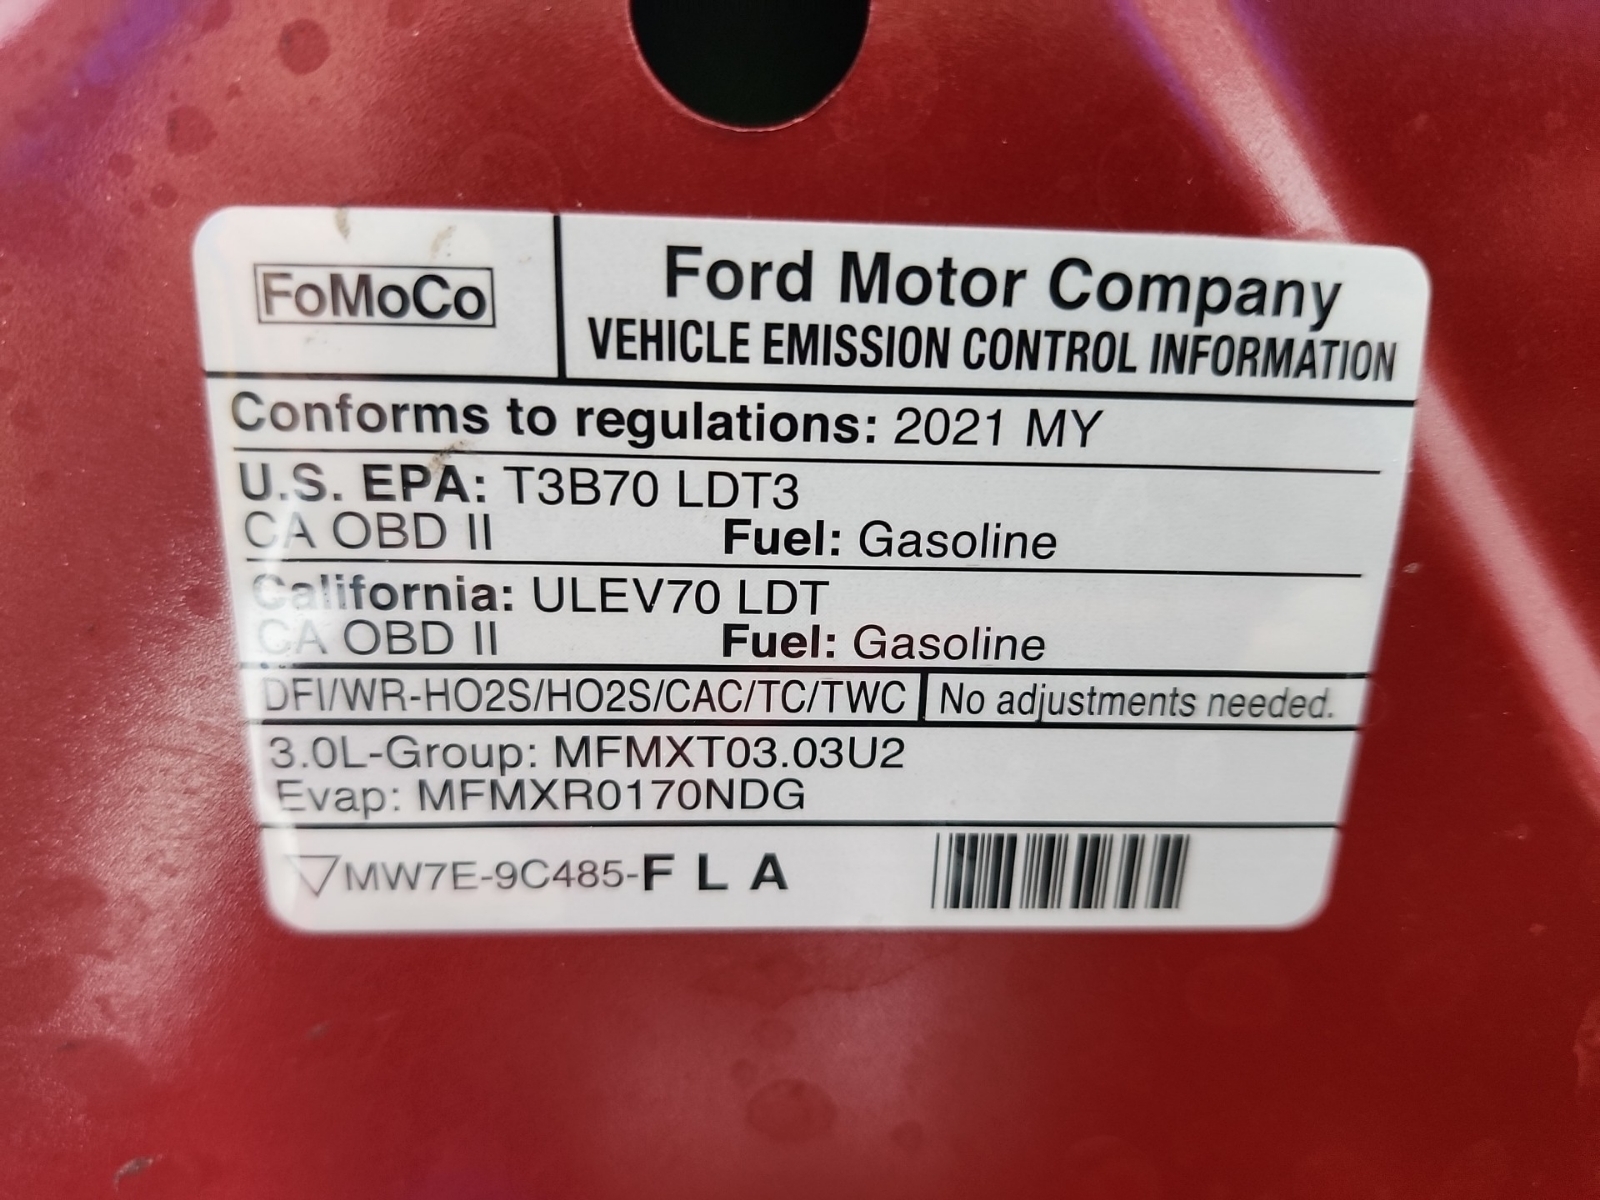 FoMoCo
Ford Motor Company
VEHICLE EMISSION CONTROL INFORMATION
Conforms to regulations: 2021 MY
U.S. EPA: T3B70 LDT3
CA OBD II Fuel: Gasoline
California: ULEV70 LDT
CA OBD II Fuel: Gasoline
DFI/WR-HO2S/HO2S/CAC/TC/TWC No adjustments needed.
3.0L-Group: MFMXT03.03U2
Evap: MFMXR0170NDG
MW7E-9C485-F L A